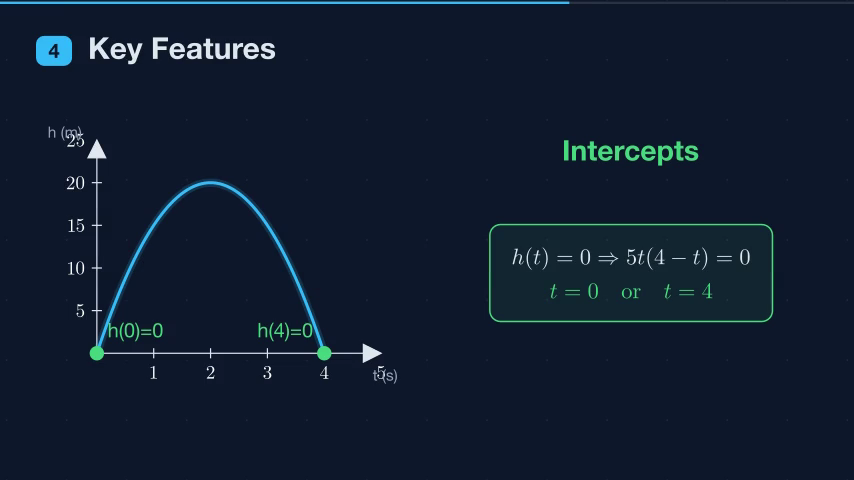 4 Key Features
h (m)
25
20
15
10
5
h(0)=0 h(4)=0
1 2 3 4 5
t (s)
Intercepts
h(t) = 0 ⇒ 5t(4 − t) = 0
t = 0 or t = 4